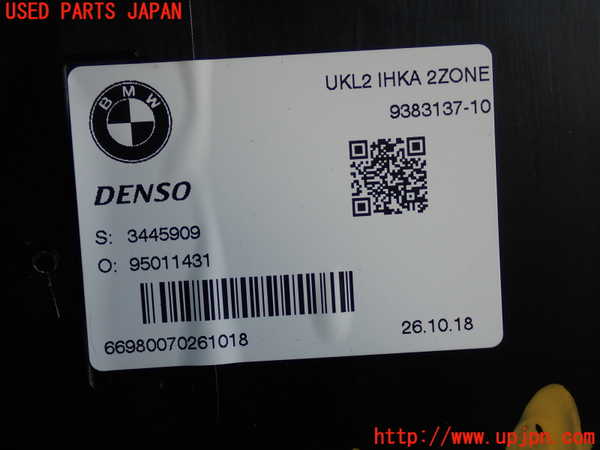 USED PARTS JAPAN
BMW
UKL2 IHKA 2ZONE
9383137-10
DENSO
S: 3445909
O: 95011431
66980070261018
26.10.18
http://www.upjpn.com/